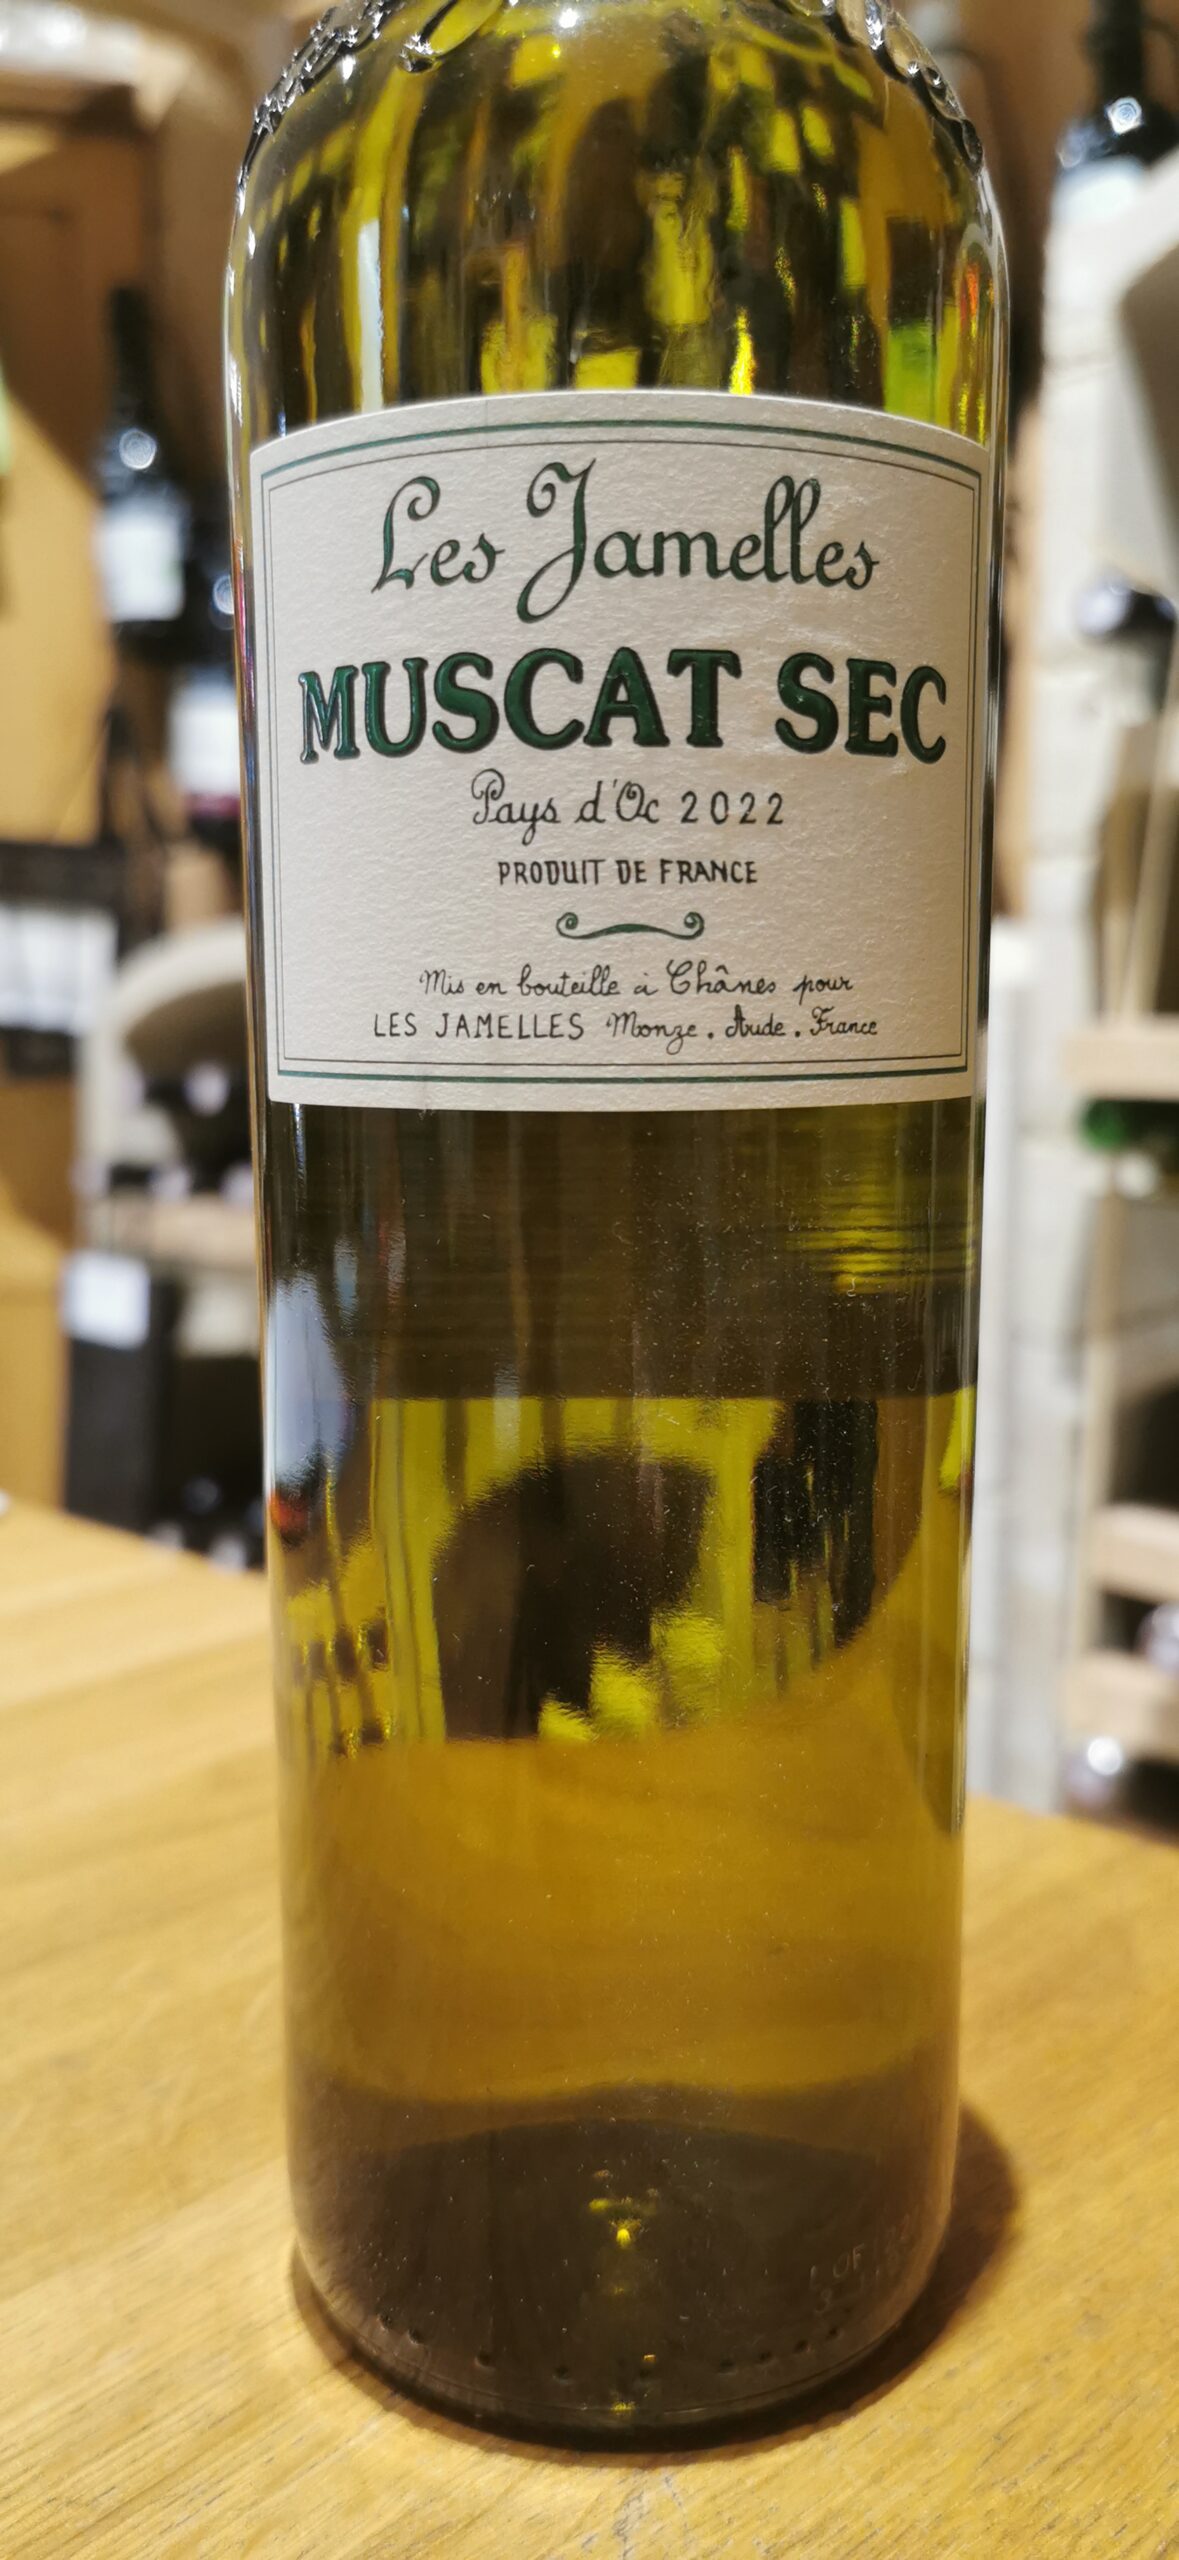 Les Jamelles
MUSCAT SEC
Pays d'Oc 2022
PRODUIT DE FRANCE
Mis en bouteille à Chânes pour
LES JAMELLES Monze. Aude. France